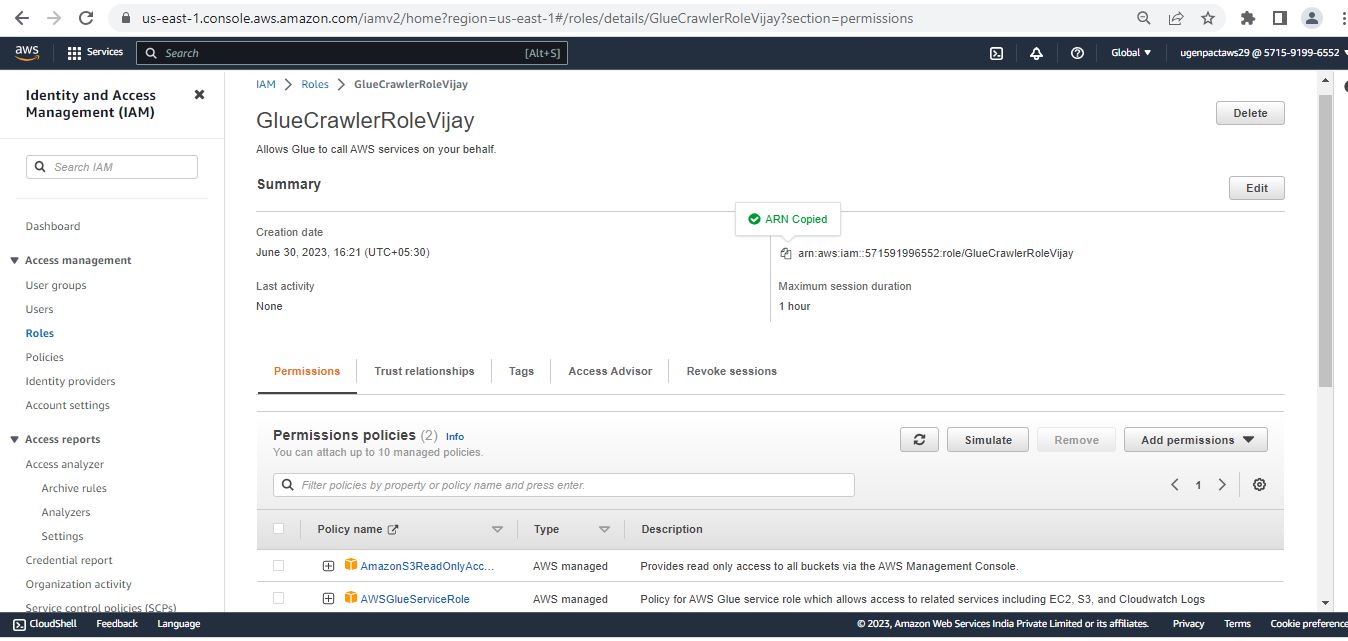 us-east-1.console.aws.amazon.com/iamv2/home?region=us-east-1#/roles/details/GlueCrawlerRoleVijay?section=permissions
aws Services Search [Alt+S] Global ugenpactaws29 @ 5715-9199-6552
Identity and Access Management (IAM)
Search IAM
Dashboard
Access management
User groups
Users
Roles
Policies
Identity providers
Account settings
Access reports
Access analyzer
Archive rules
Analyzers
Settings
Credential report
Organization activity
Service control policies (SCPs)
IAM > Roles > GlueCrawlerRoleVijay
GlueCrawlerRoleVijay
Delete
Allows Glue to call AWS services on your behalf.
Summary
Edit
ARN Copied
Creation date
June 30, 2023, 16:21 (UTC+05:30)
arn:aws:iam::571591996552:role/GlueCrawlerRoleVijay
Last activity
None
Maximum session duration
1 hour
Permissions Trust relationships Tags Access Advisor Revoke sessions
Permissions policies (2) Info
You can attach up to 10 managed policies.
Simulate Remove Add permissions
Filter policies by property or policy name and press enter.
1
Policy name Type Description
AmazonS3ReadOnlyAcc... AWS managed Provides read only access to all buckets via the AWS Management Console.
AWSGlueServiceRole AWS managed Policy for AWS Glue service role which allows access to related services including EC2, S3, and Cloudwatch Logs
CloudShell Feedback Language © 2023, Amazon Web Services India Private Limited or its affiliates. Privacy Terms Cookie preference